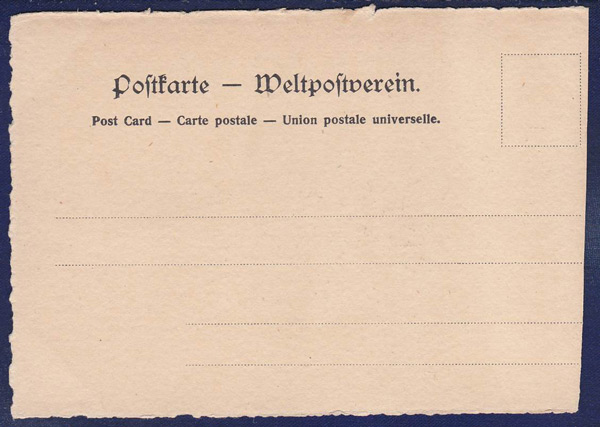 Poſtkarte — Weltpoſtverein.
Post Card — Carte postale — Union postale universelle.